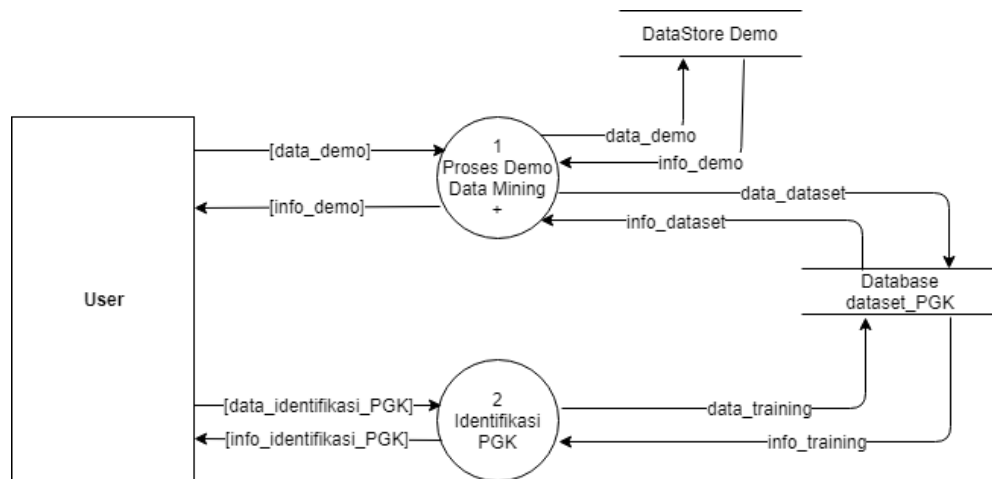 DataStore Demo
[data_demo]
1
Proses Demo
Data Mining
+
data_demo
info_demo
[info_demo]
data_dataset
info_dataset
User
Database
dataset_PGK
[data_identifikasi_PGK]
[info_identifikasi_PGK]
2
Identifikasi
PGK
data_training
info_training